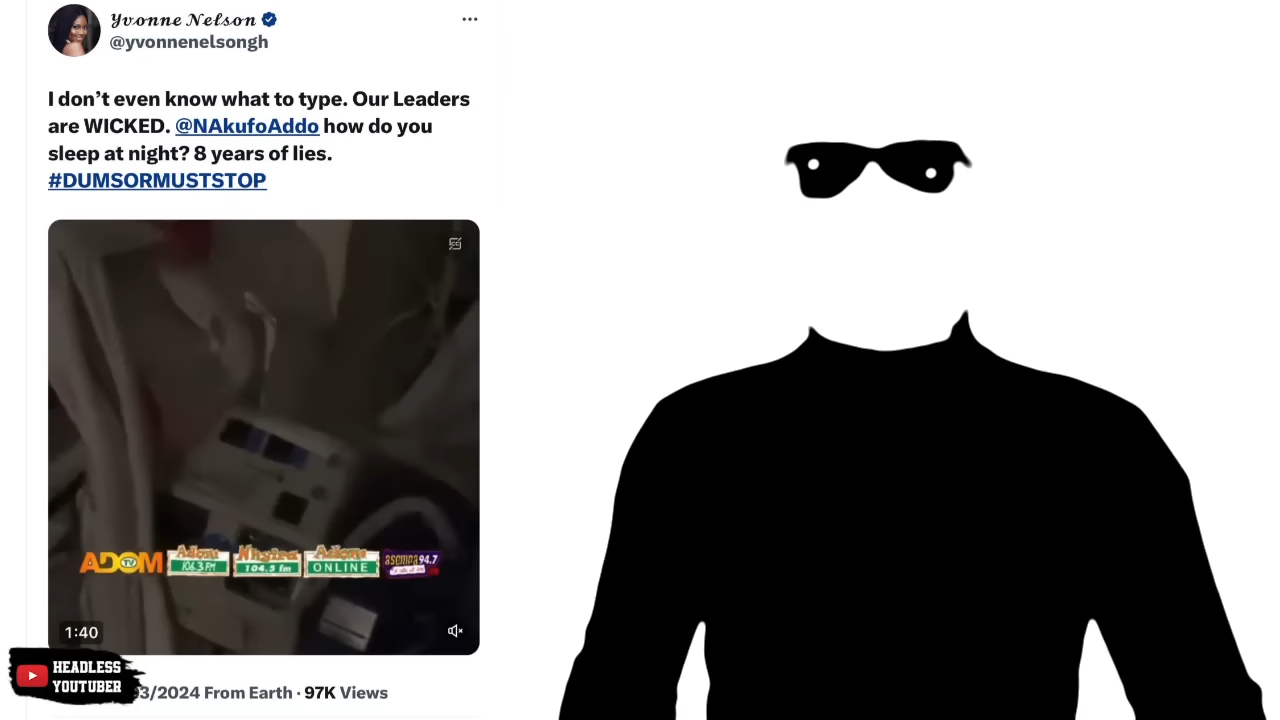 Yvonne Nelson
@yvonnenelsongh
I don’t even know what to type. Our Leaders
are WICKED. @NAkufoAddo how do you
sleep at night? 8 years of lies.
#DUMSORMUSTSTOP
ADOM TV
Adom
106.3 FM
Nhyira
104.5 fm
Adom
ONLINE
asempa 94.7
1:40
HEADLESS
YOUTUBER
3/2024 From Earth · 97K Views